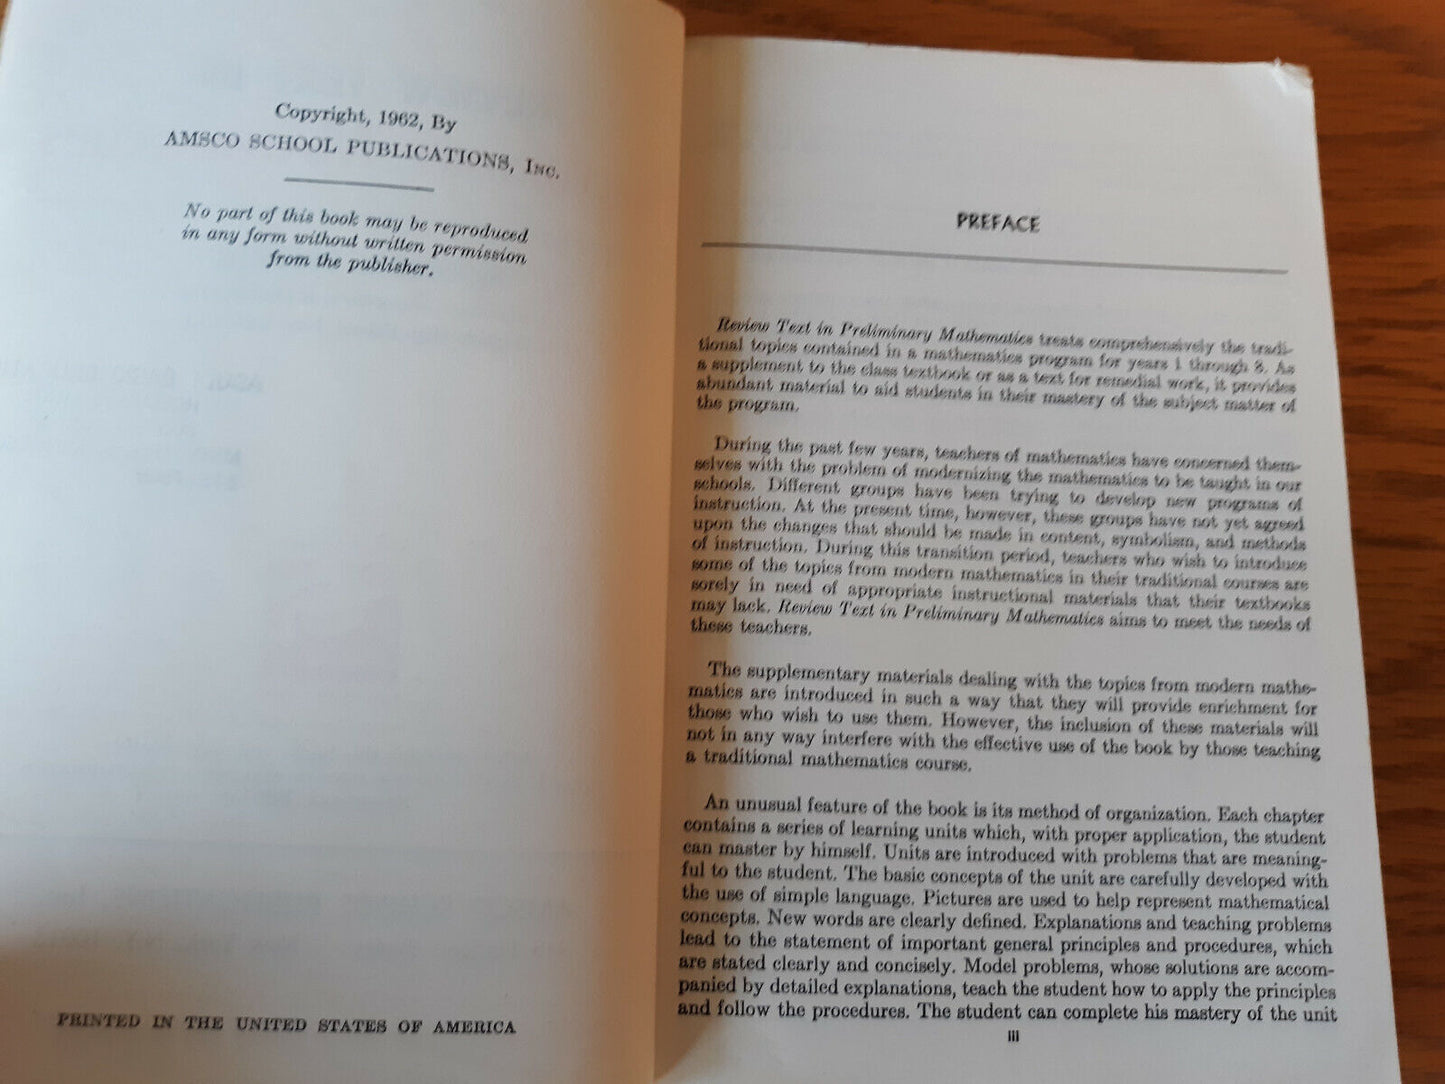 Copyright, 1962, By
AMSCO SCHOOL PUBLICATIONS, Inc.
No part of this book may be reproduced
in any form without written permission
from the publisher.
PRINTED IN THE UNITED STATES OF AMERICA
PREFACE
Review Text in Preliminary Mathematics treats comprehensively the tradi-
tional topics contained in a mathematics program for years 1 through 8. As
a supplement to the class textbook or as a text for remedial work, it provides
abundant material to aid students in their mastery of the subject matter of
the program.
During the past few years, teachers of mathematics have concerned them-
selves with the problem of modernizing the mathematics to be taught in our
schools. Different groups have been trying to develop new programs of
instruction. At the present time, however, these groups have not yet agreed
upon the changes that should be made in content, symbolism, and methods
of instruction. During this transition period, teachers who wish to introduce
some of the topics from modern mathematics in their traditional courses are
sorely in need of appropriate instructional materials that their textbooks
may lack. Review Text in Preliminary Mathematics aims to meet the needs of
these teachers.
The supplementary materials dealing with the topics from modern mathe-
matics are introduced in such a way that they will provide enrichment for
those who wish to use them. However, the inclusion of these materials will
not in any way interfere with the effective use of the book by those teaching
a traditional mathematics course.
An unusual feature of the book is its method of organization. Each chapter
contains a series of learning units which, with proper application, the student
can master by himself. Units are introduced with problems that are meaning-
ful to the student. The basic concepts of the unit are carefully developed with
the use of simple language. Pictures are used to help represent mathematical
concepts. New words are clearly defined. Explanations and teaching problems
lead to the statement of important general principles and procedures, which
are stated clearly and concisely. Model problems, whose solutions are accom-
panied by detailed explanations, teach the student how to apply the principles
and follow the procedures. The student can complete his mastery of the unit
iii